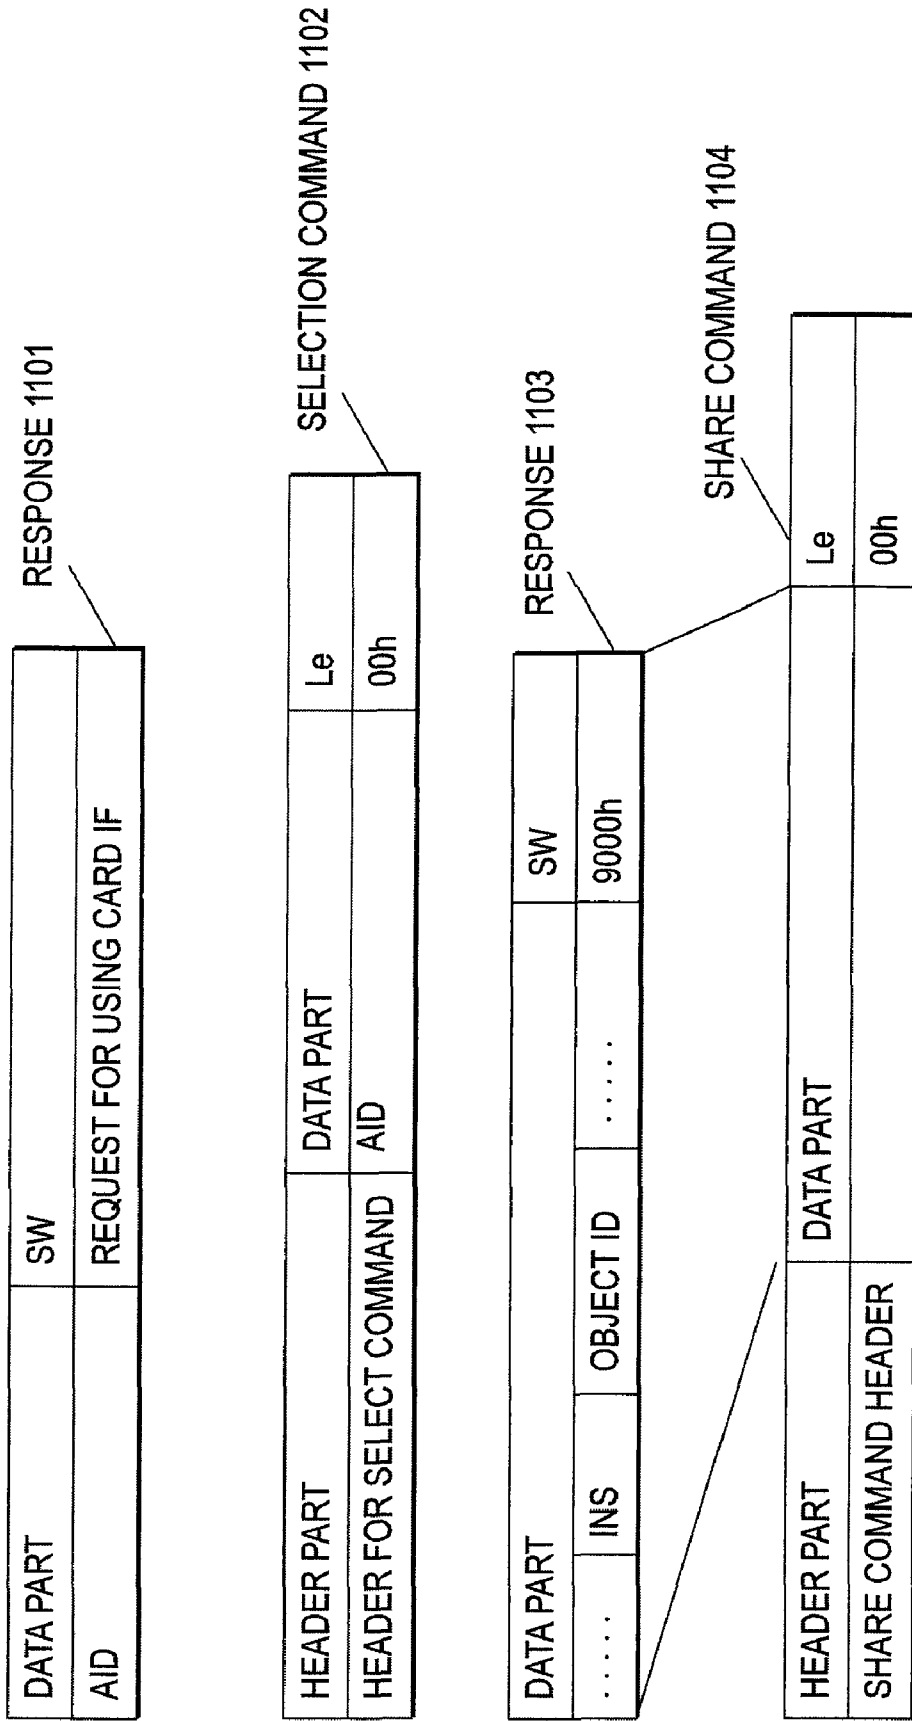 RESPONSE 1101
DATA PART SW
AID REQUEST FOR USING CARD IF
SELECTION COMMAND 1102
HEADER PART DATA PART Le
HEADER FOR SELECT COMMAND AID 00h
RESPONSE 1103
DATA PART SW
..... INS OBJECT ID ..... 9000h
SHARE COMMAND 1104
HEADER PART DATA PART Le
SHARE COMMAND HEADER 00h